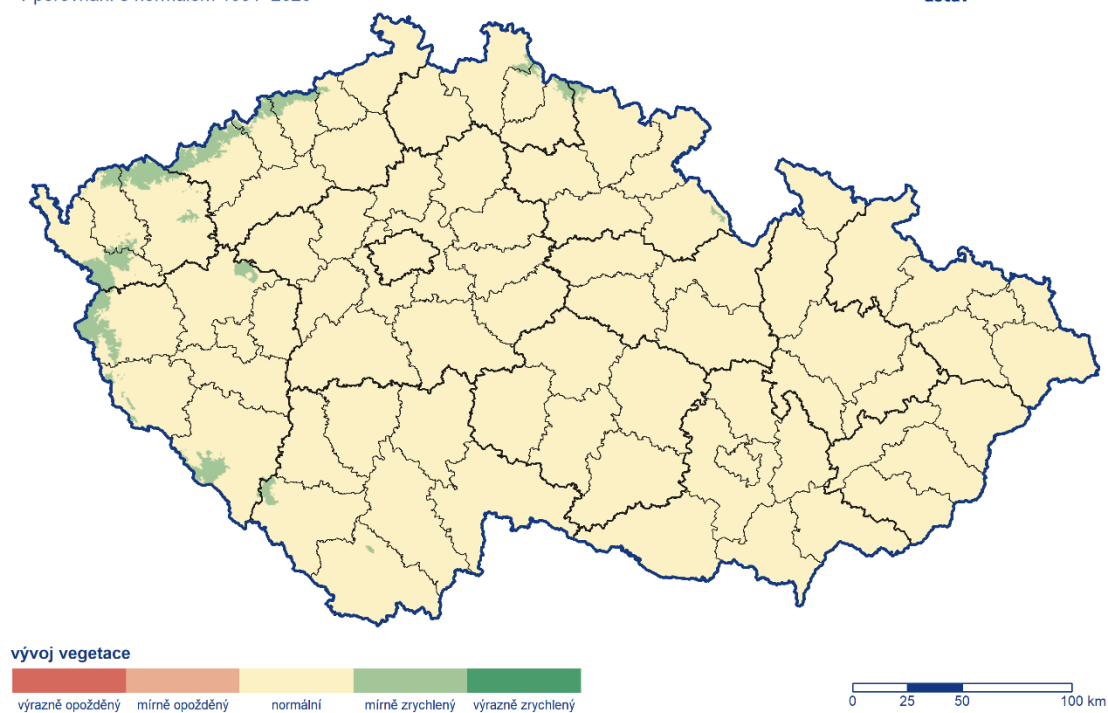 vývoj vegetace
výrazně opožděný mírně opožděný normální mírně zrychlený výrazně zrychlený
0 25 50 100 km